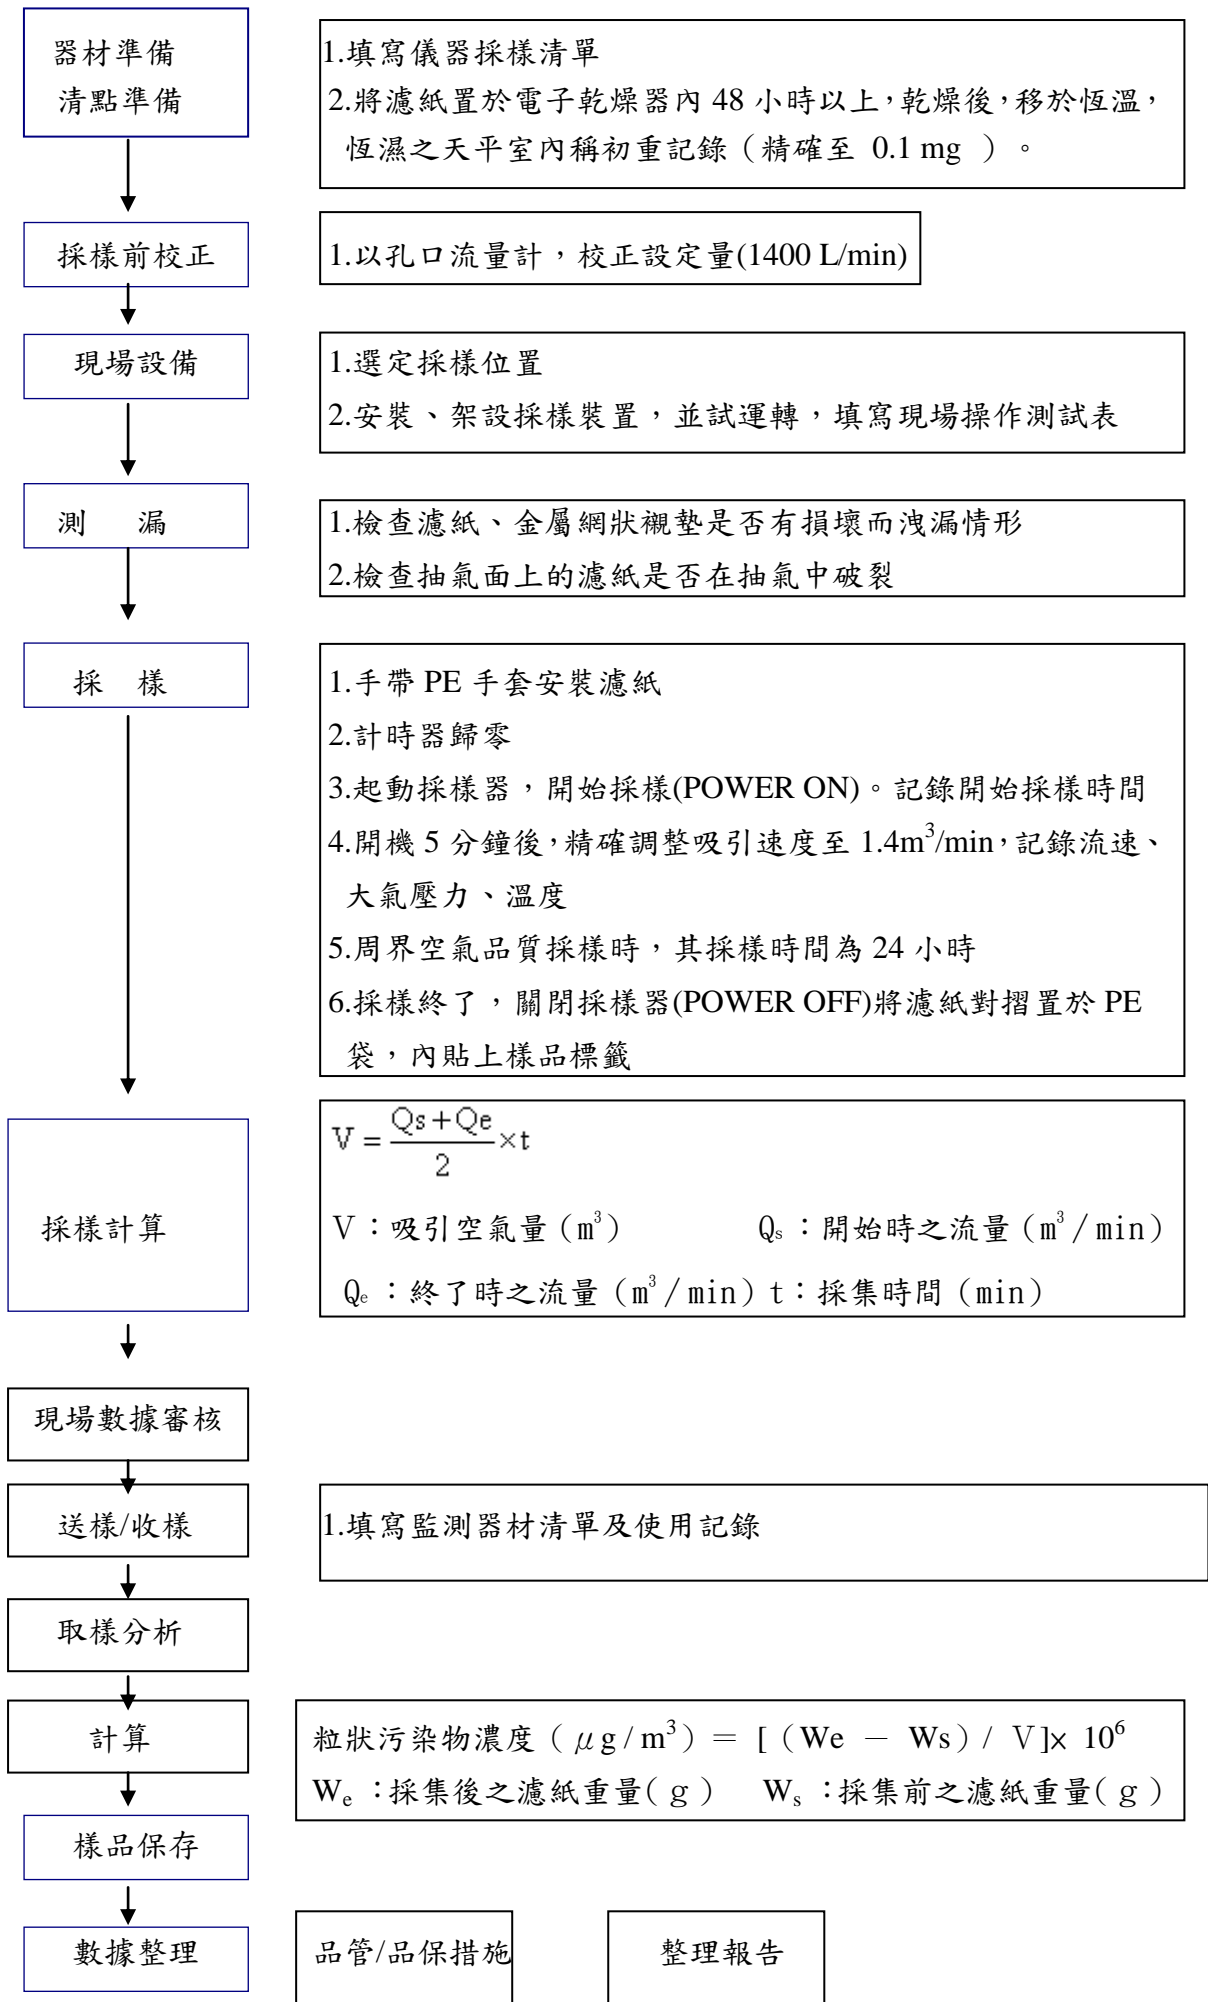 器材準備
清點準備
1.填寫儀器採樣清單
2.將濾紙置於電子乾燥器內 48 小時以上，乾燥後，移於恆溫，
恆濕之天平室內稱初重記錄（精確至 0.1 mg ）。
採樣前校正
1.以孔口流量計，校正設定量(1400 L/min)
現場設備
1.選定採樣位置
2.安裝、架設採樣裝置，並試運轉，填寫現場操作測試表
測 漏
1.檢查濾紙、金屬網狀襯墊是否有損壞而洩漏情形
2.檢查抽氣面上的濾紙是否在抽氣中破裂
採 樣
1.手帶 PE 手套安裝濾紙
2.計時器歸零
3.起動採樣器，開始採樣(POWER ON)。記錄開始採樣時間
4.開機 5 分鐘後，精確調整吸引速度至 1.4m³/min，記錄流速、
大氣壓力、溫度
5.周界空氣品質採樣時，其採樣時間為 24 小時
6.採樣終了，關閉採樣器(POWER OFF)將濾紙對摺置於 PE
袋，內貼上樣品標籤
採樣計算
V = (Qs+Qe)/2 ×t
Ｖ：吸引空氣量（m³） Qs：開始時之流量（m³／min）
Qe：終了時之流量（m³／min）t：採集時間（min）
現場數據審核
送樣/收樣
1.填寫監測器材清單及使用記錄
取樣分析
計算
粒狀污染物濃度（μg / m³）＝ [（We － Ws）/ Ｖ]× 10⁶
We：採集後之濾紙重量(ｇ) Ws：採集前之濾紙重量(ｇ)
樣品保存
數據整理
品管/品保措施
整理報告